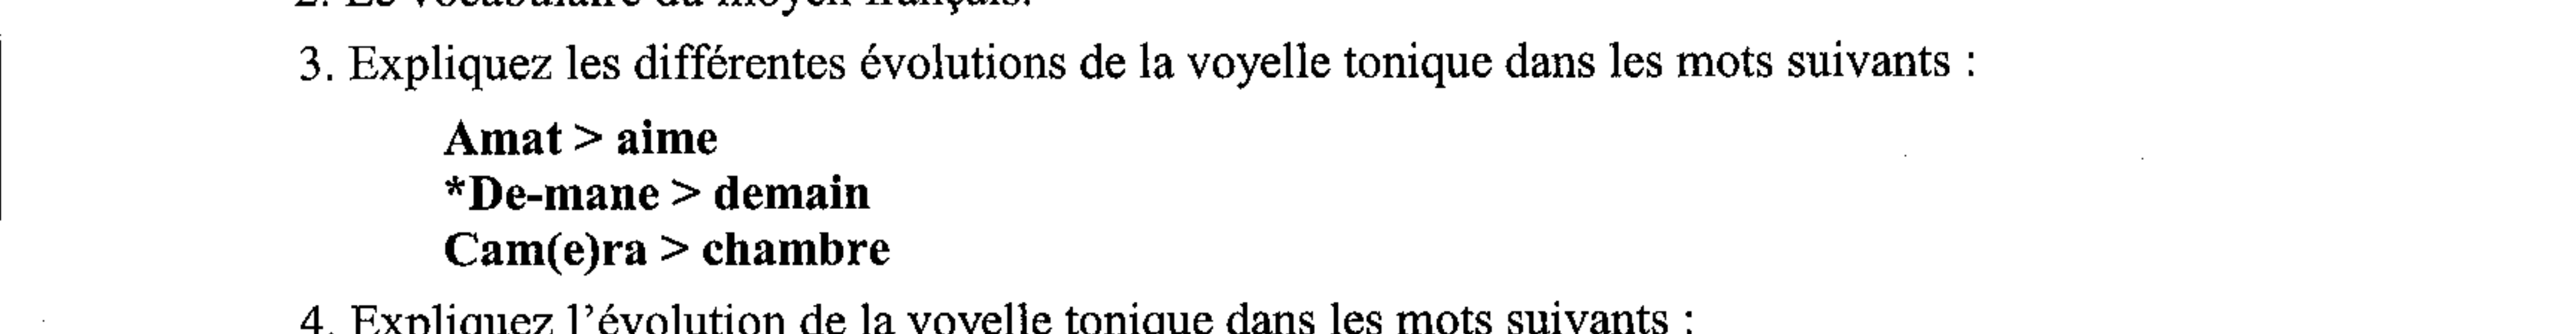 2. Le vocabulaire du moyen français.
3. Expliquez les différentes évolutions de la voyelle tonique dans les mots suivants :
Amat > aime
*De-mane > demain
Cam(e)ra > chambre
4. Expliquez l'évolution de la voyelle tonique dans les mots suivants :